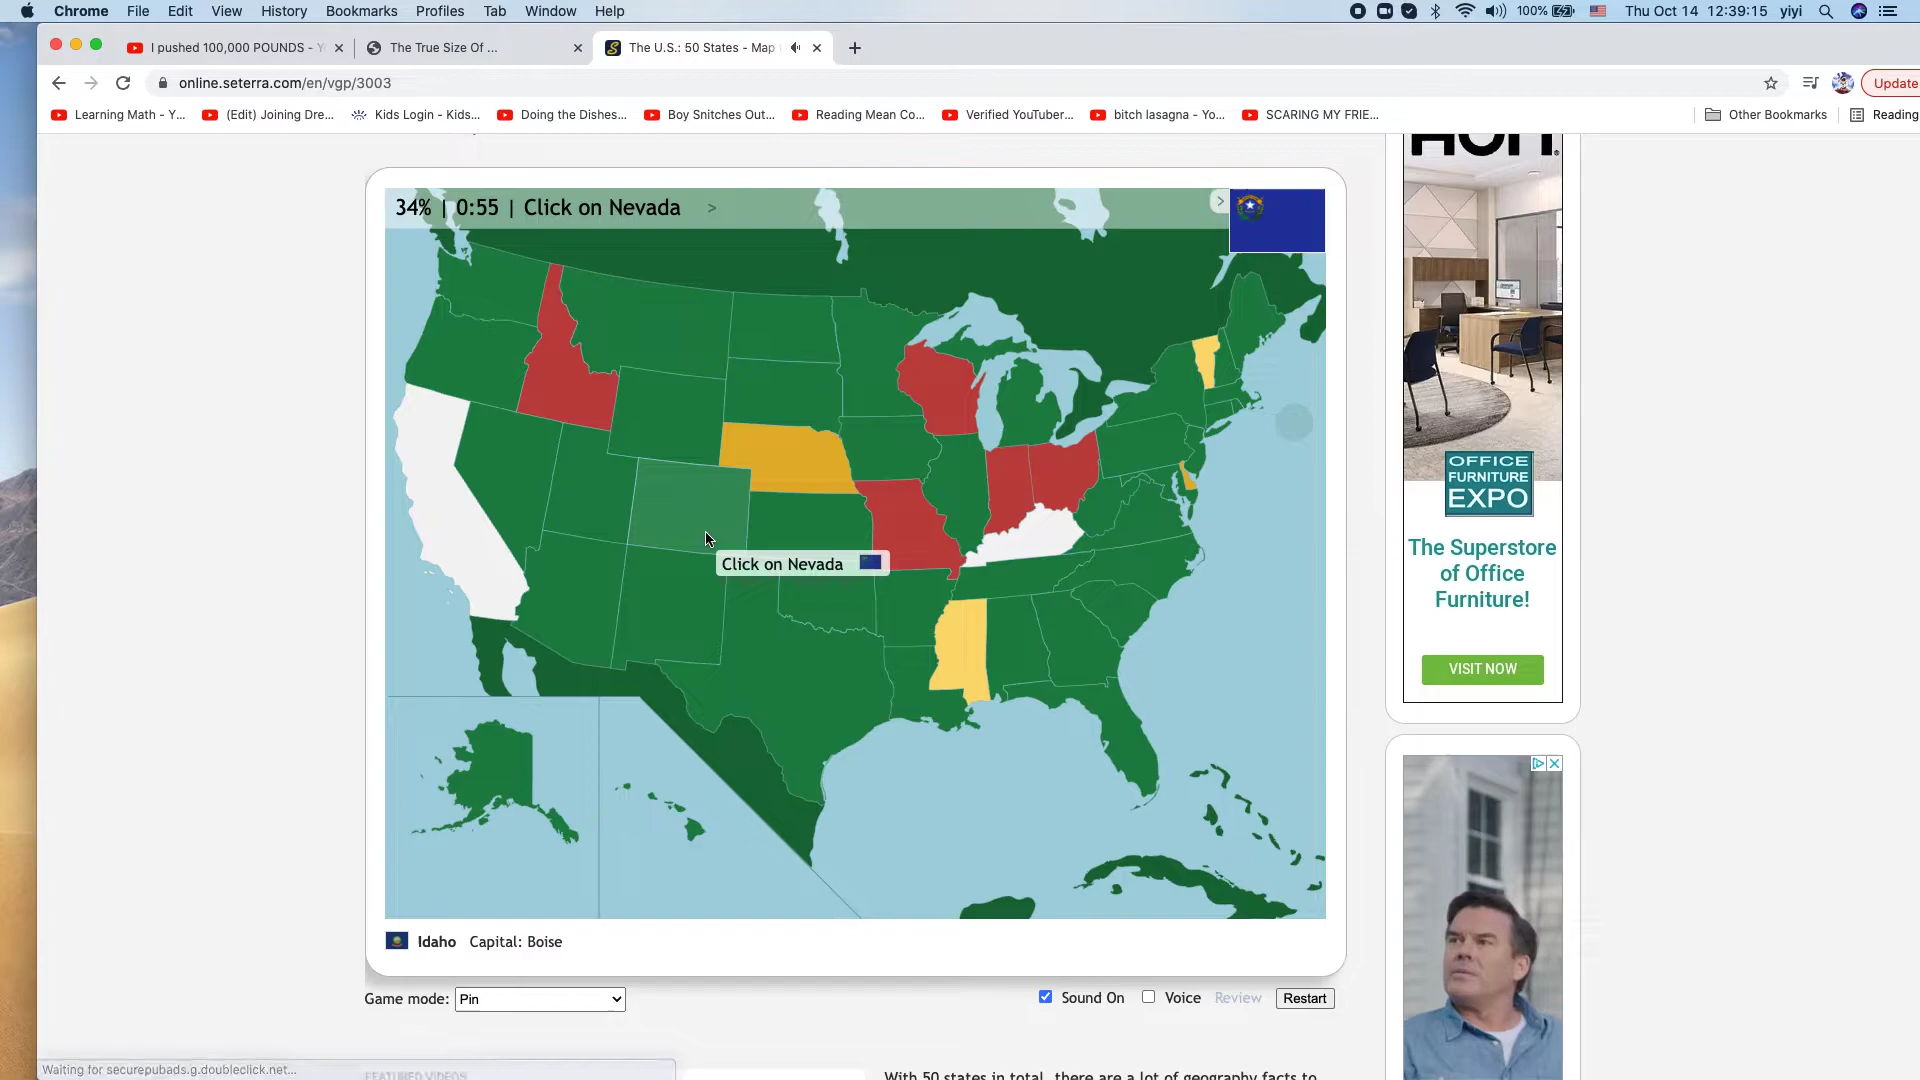 Chrome File Edit View History Bookmarks Profiles Tab Window Help 100% Thu Oct 14 12:39:15 yiyi
I pushed 100,000 POUNDS - Y
The True Size Of ...
The U.S.: 50 States - Map
online.seterra.com/en/vgp/3003
Update
Learning Math - Y...
(Edit) Joining Dre...
Kids Login - Kids...
Doing the Dishes...
Boy Snitches Out...
Reading Mean Co...
Verified YouTuber...
bitch lasagna - Yo...
SCARING MY FRIE...
Other Bookmarks
Reading
34% | 0:55 | Click on Nevada >
Click on Nevada
HON
OFFICE
FURNITURE
EXPO
The Superstore
of Office
Furniture!
VISIT NOW
Idaho Capital: Boise
Game mode: Pin
Sound On Voice Review Restart
Waiting for securepubads.g.doubleclick.net...
FEATURED VIDEOS
With 50 states in total, there are a lot of geography facts to